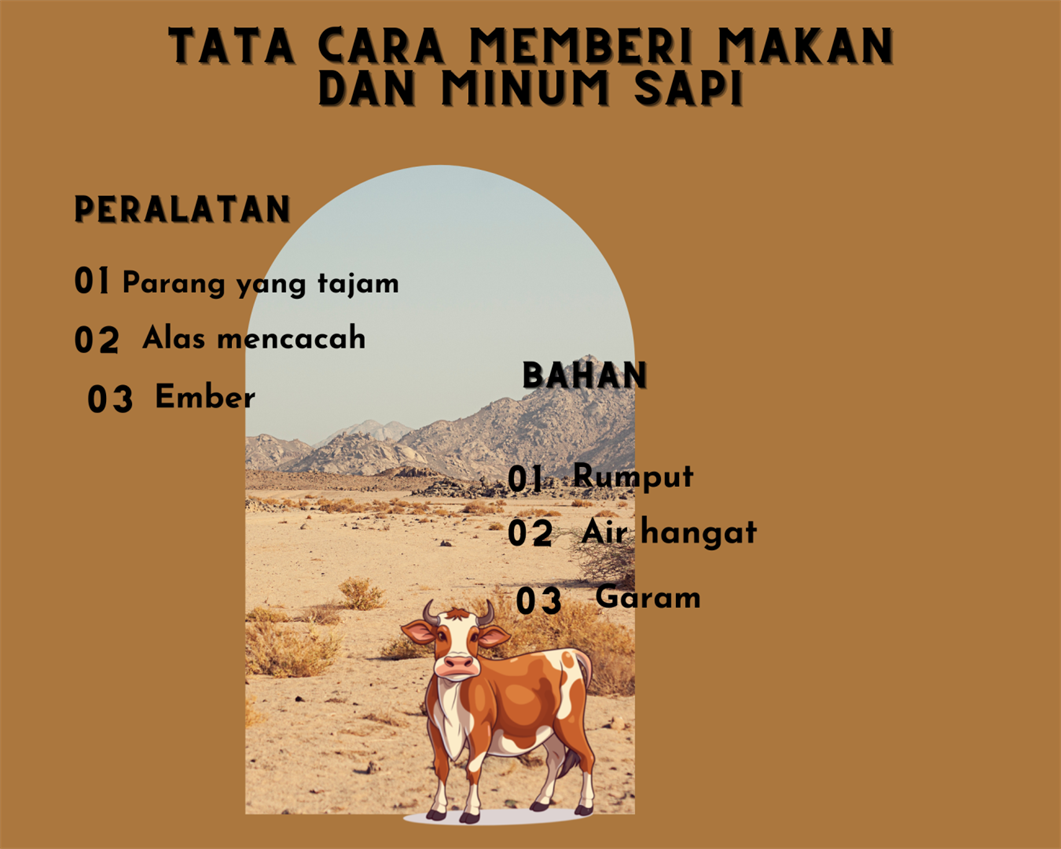 TATA CARA MEMBERI MAKAN
DAN MINUM SAPI
PERALATAN
01 Parang yang tajam
02 Alas mencacah
03 Ember
BAHAN
01 Rumput
02 Air hangat
03 Garam